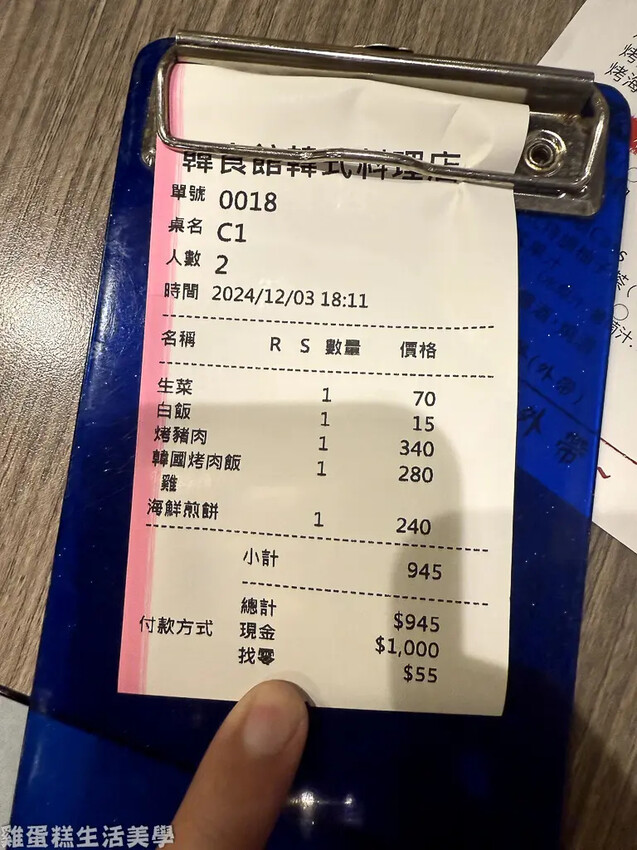 韓食館韓式料理店
單號 0018
桌名 C1
人數 2
時間 2024/12/03 18:11
名稱 R S 數量 價格
生菜 1 70
白飯 1 15
烤豬肉 1 340
韓國烤肉飯 1 280
雞
海鮮煎餅 1 240
小計 945
總計 $945
付款方式 現金 $1,000
找零 $55
外帶
雞蛋糕生活美學